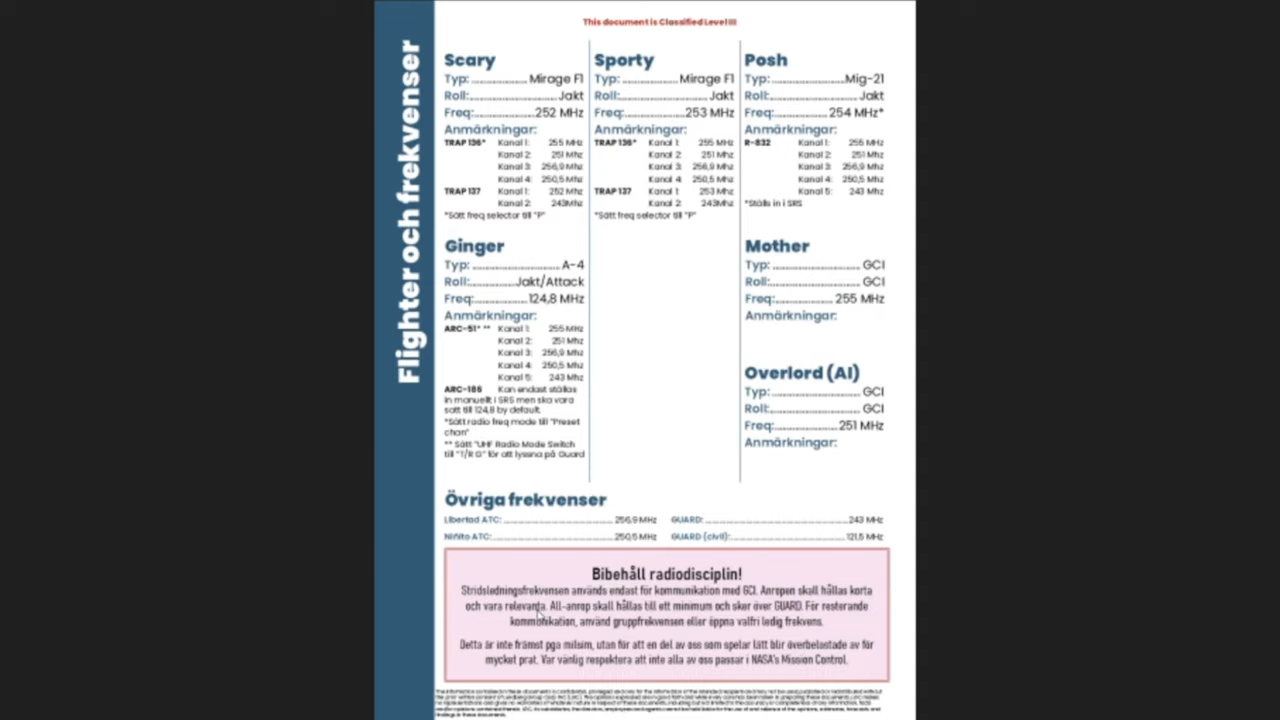 This document is Classified Level III
Flighter och frekvenser
Scary
Typ: Mirage F1
Roll: Jakt
Freq: 252 MHz
Anmärkningar:
TRAP 136* Kanal 1: 255 MHz
Kanal 2: 251 Mhz
Kanal 3: 256,9 Mhz
Kanal 4: 250,5 Mhz
TRAP 137 Kanal 1: 252 Mhz
Kanal 2: 243Mhz
*Sätt freq selector till "P"
Sporty
Typ: Mirage F1
Roll: Jakt
Freq: 253 MHz
Anmärkningar:
TRAP 136* Kanal 1: 255 MHz
Kanal 2: 251 Mhz
Kanal 3: 256,9 Mhz
Kanal 4: 250,5 Mhz
TRAP 137 Kanal 1: 253 Mhz
Kanal 2: 243Mhz
*Sätt freq selector till "P"
Posh
Typ: Mig-21
Roll: Jakt
Freq: 254 MHz*
Anmärkningar:
R-832 Kanal 1: 255 MHz
Kanal 2: 251 Mhz
Kanal 3: 256,9 Mhz
Kanal 4: 250,5 Mhz
Kanal 5: 243 Mhz
*Ställs in i SRS
Ginger
Typ: A-4
Roll: Jakt/Attack
Freq: 124,8 MHz
Anmärkningar:
ARC-51* ** Kanal 1: 255 MHz
Kanal 2: 251 Mhz
Kanal 3: 256,9 Mhz
Kanal 4: 250,5 Mhz
Kanal 5: 243 Mhz
ARC-186 Kan endast ställas
in manuellt i SRS men ska vara
satt till 124,8 by default.
*Sätt radio freq mode till "Preset
chan"
** Sätt "UHF Radio Mode Switch
till "T/R G" för att lyssna på Guard
Mother
Typ: GCI
Roll: GCI
Freq: 255 MHz
Anmärkningar:
Overlord (AI)
Typ: GCI
Roll: GCI
Freq: 251 MHz
Anmärkningar:
Övriga frekvenser
Libertad ATC: 256,9 MHz GUARD: 243 MHz
Niñito ATC: 250,5 MHz GUARD (civil): 121,5 MHz
Bibehåll radiodisciplin!
Stridsledningsfrekvensen används endast för kommunikation med GCI. Anropen skall hållas korta
och vara relevanta. All-anrop skall hållas till ett minimum och sker över GUARD. För resterande
kommunikation, använd gruppfrekvensen eller öppna valfri ledig frekvens.
Detta är inte främst pga milsim, utan för att en del av oss som spelar lätt blir överbelastade av för
mycket prat. Var vänlig respektera att inte alla av oss passar i NASA's Mission Control.